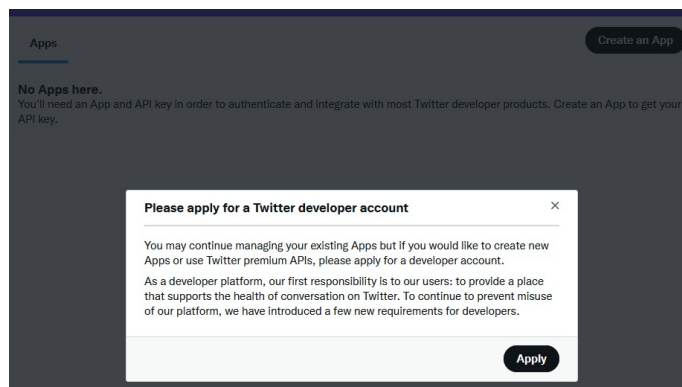 Apps
Create an App
No Apps here.
You'll need an App and API key in order to authenticate and integrate with most Twitter developer products. Create an App to get your
API key.
Please apply for a Twitter developer account
×
You may continue managing your existing Apps but if you would like to create new
Apps or use Twitter premium APIs, please apply for a developer account.
As a developer platform, our first responsibility is to our users: to provide a place
that supports the health of conversation on Twitter. To continue to prevent misuse
of our platform, we have introduced a few new requirements for developers.
Apply